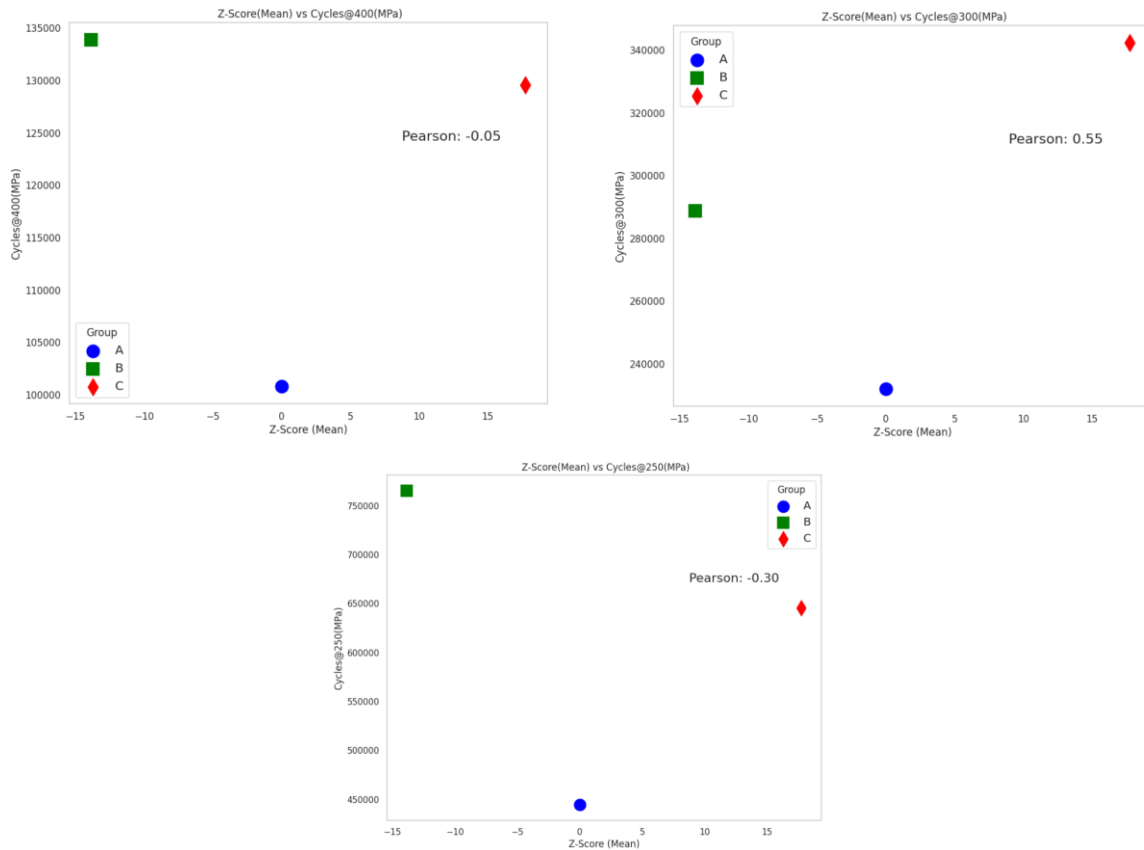 Z-Score(Mean) vs Cycles@400(MPa)
135000
130000
125000
120000
115000
110000
105000
100000
Cycles@400(MPa)
Pearson: -0.05
Group
A
B
C
−15 −10 −5 0 5 10 15
Z-Score (Mean)
Z-Score(Mean) vs Cycles@300(MPa)
340000
320000
300000
280000
260000
240000
Cycles@300(MPa)
Group
A
B
C
Pearson: 0.55
−15 −10 −5 0 5 10 15
Z-Score (Mean)
Z-Score(Mean) vs Cycles@250(MPa)
750000
700000
650000
600000
550000
500000
450000
Cycles@250(MPa)
Group
A
B
C
Pearson: -0.30
−15 −10 −5 0 5 10 15
Z-Score (Mean)